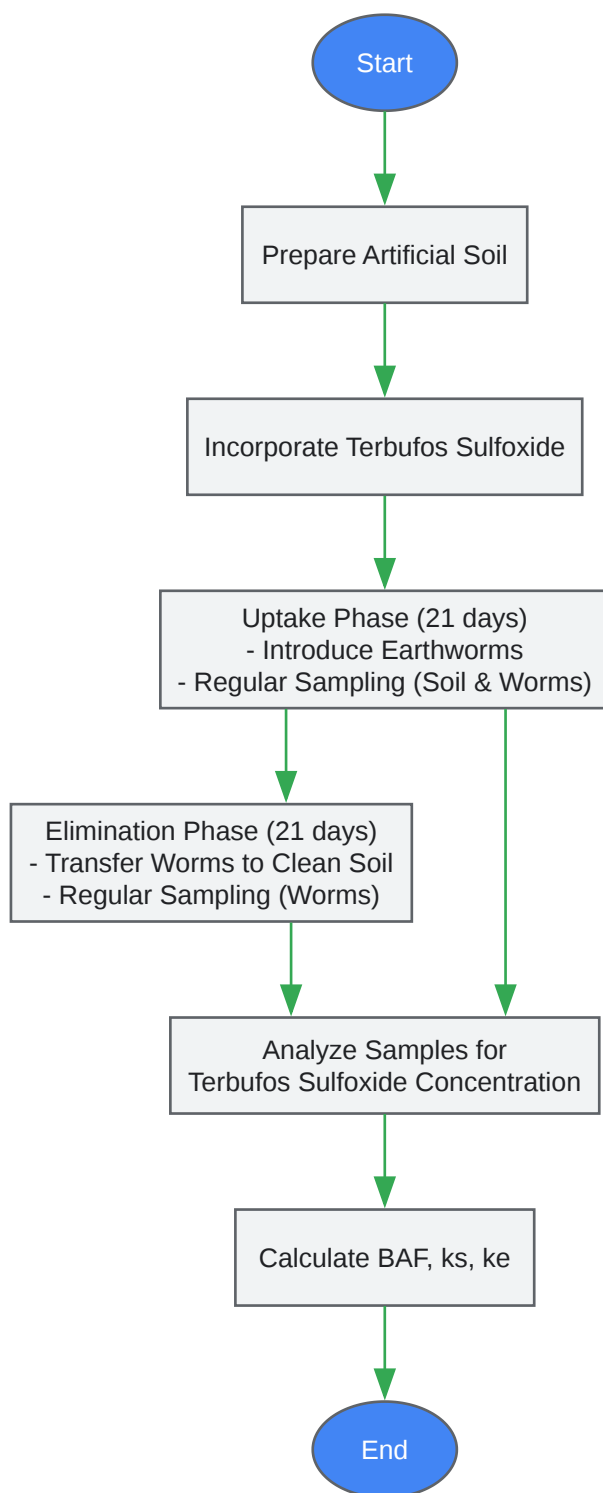 Start
Prepare Artificial Soil
Incorporate Terbufos Sulfoxide
Uptake Phase (21 days)
- Introduce Earthworms
- Regular Sampling (Soil & Worms)
Elimination Phase (21 days)
- Transfer Worms to Clean Soil
- Regular Sampling (Worms)
Analyze Samples for
Terbufos Sulfoxide Concentration
Calculate BAF, ks, ke
End